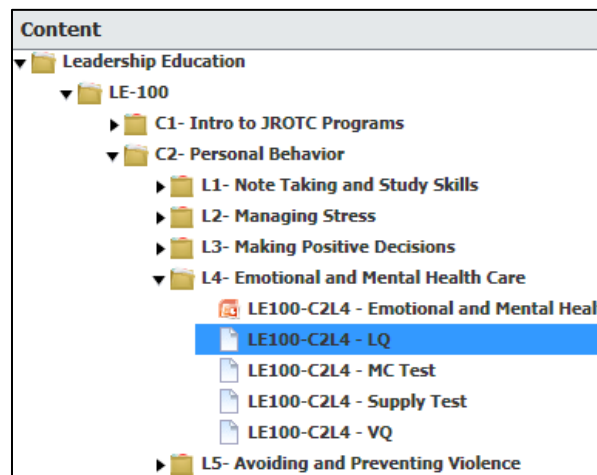 Content
Leadership Education
LE-100
C1- Intro to JROTC Programs
C2- Personal Behavior
L1- Note Taking and Study Skills
L2- Managing Stress
L3- Making Positive Decisions
L4- Emotional and Mental Health Care
LE100-C2L4 - Emotional and Mental Heal
LE100-C2L4 - LQ
LE100-C2L4 - MC Test
LE100-C2L4 - Supply Test
LE100-C2L4 - VQ
L5- Avoiding and Preventing Violence